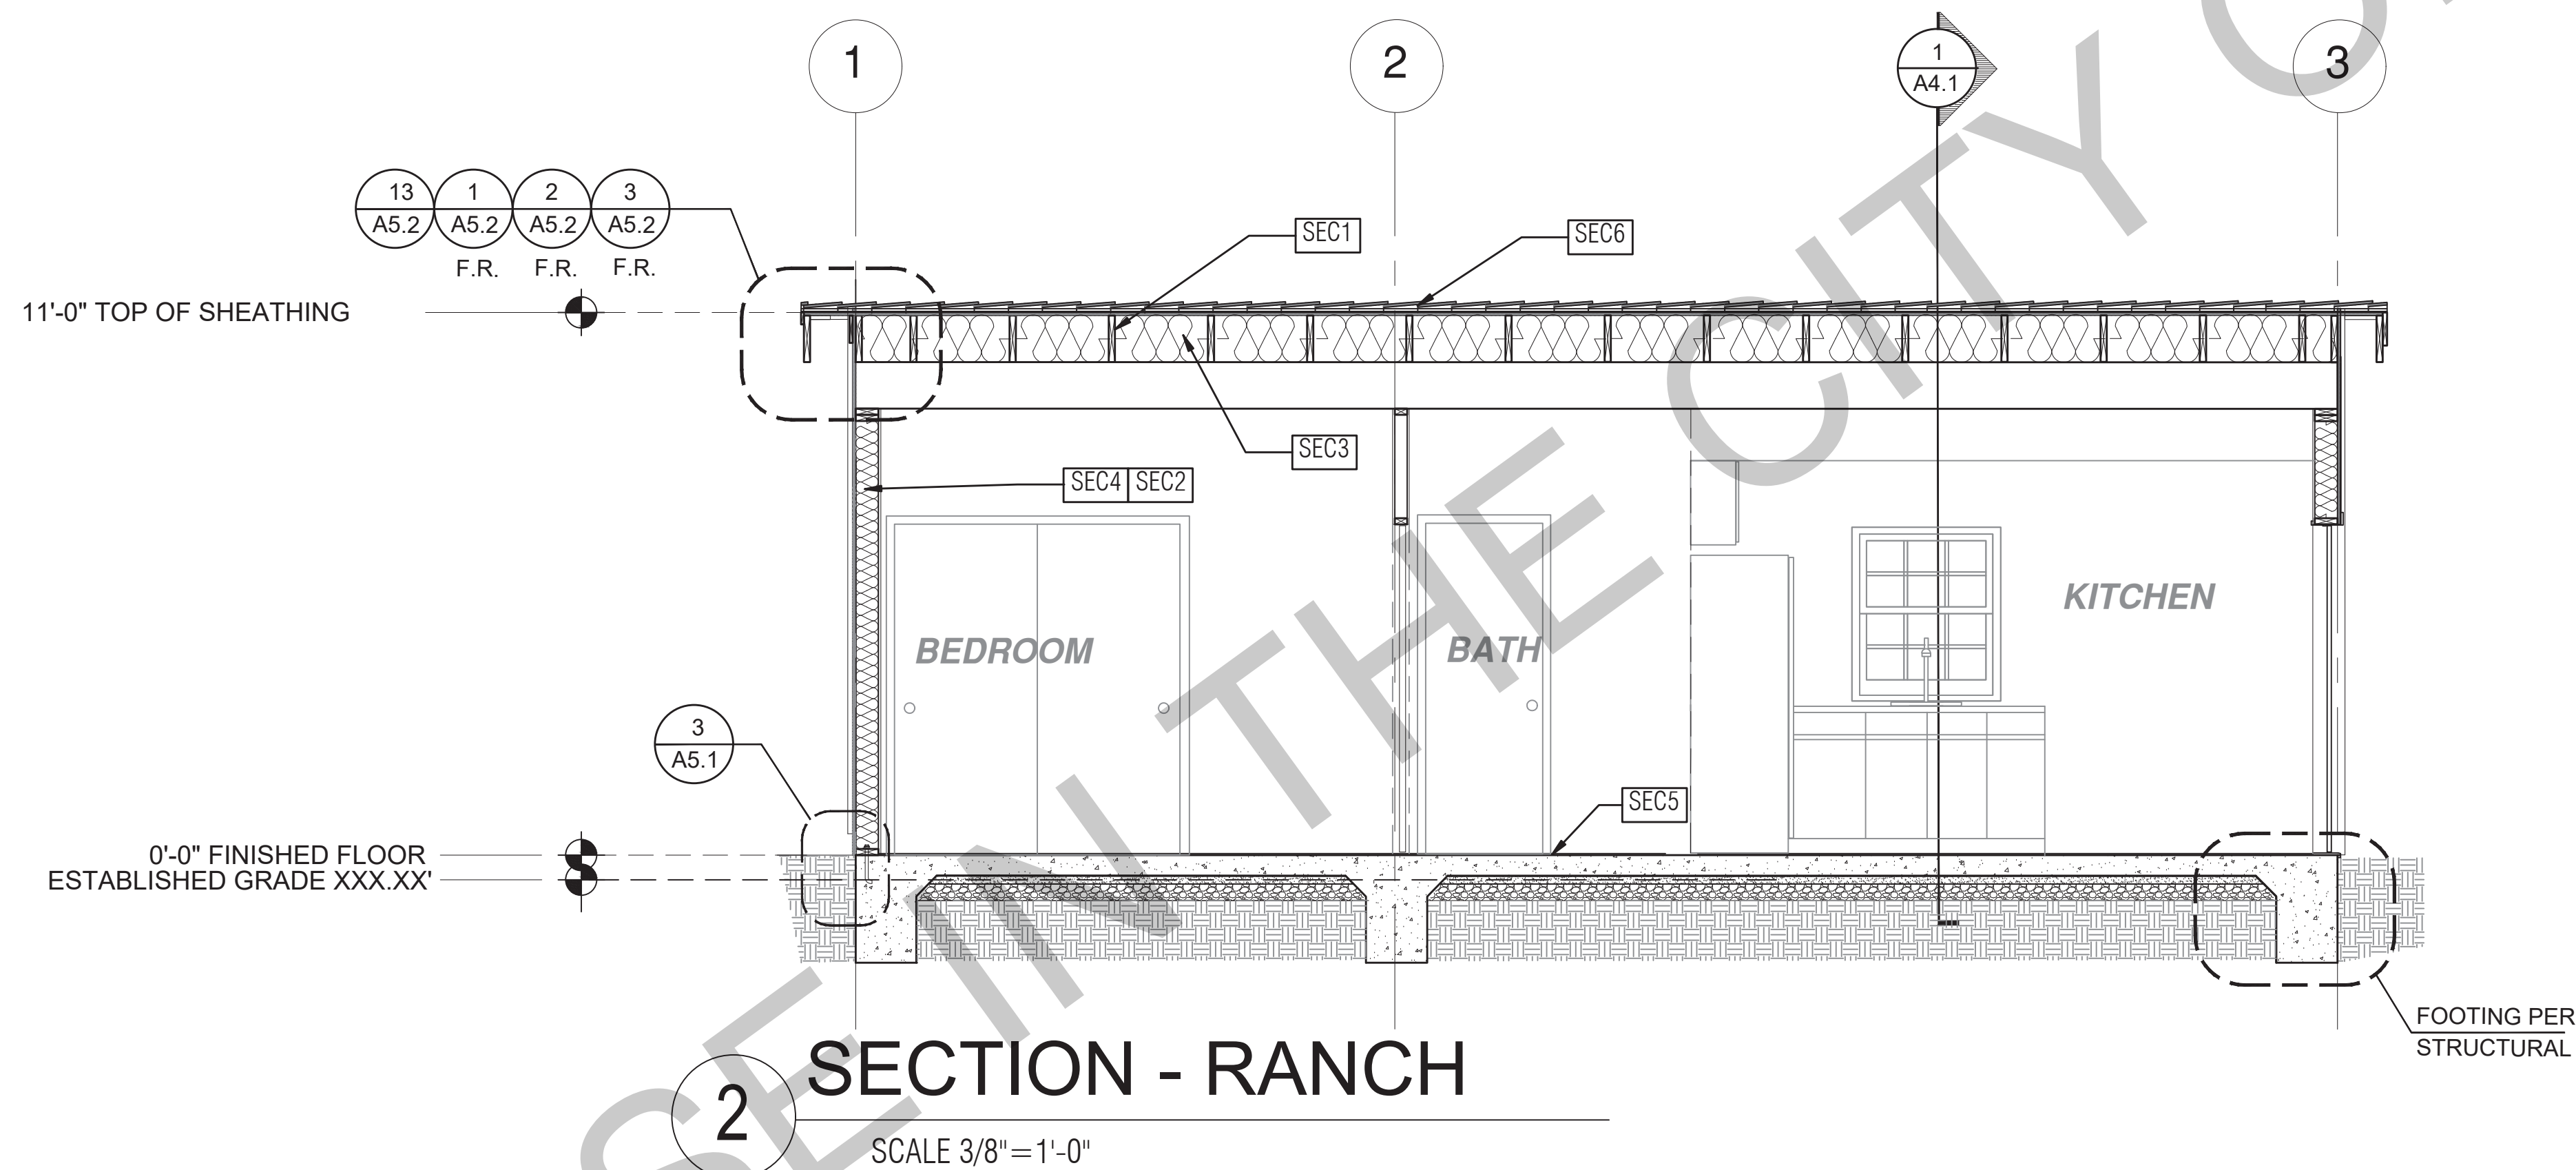 1
2
3
1
A4.1
13
A5.2
1
A5.2
F.R.
2
A5.2
F.R.
3
A5.2
F.R.
SEC1
SEC6
11'-0" TOP OF SHEATHING
SEC3
SEC4 SEC2
KITCHEN
BEDROOM
BATH
3
A5.1
SEC5
0'-0" FINISHED FLOOR
ESTABLISHED GRADE XXX.XX'
FOOTING PER
STRUCTURAL
2
SECTION - RANCH
SCALE 3/8"=1'-0"
SE IN THE CITY O